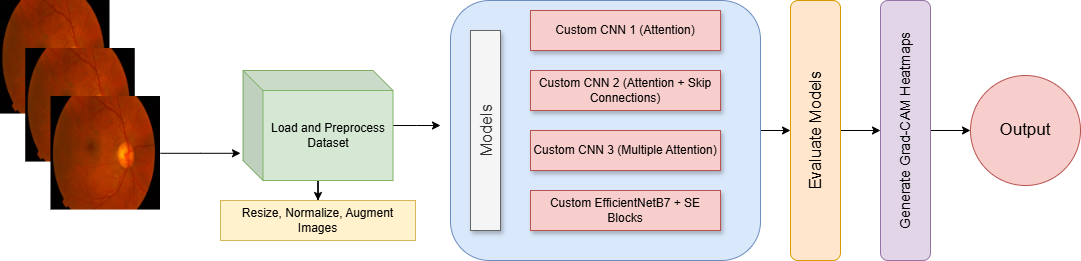 Load and Preprocess
Dataset
Resize, Normalize, Augment
Images
Models
Custom CNN 1 (Attention)
Custom CNN 2 (Attention + Skip
Connections)
Custom CNN 3 (Multiple Attention)
Custom EfficientNetB7 + SE
Blocks
Evaluate Models
Generate Grad-CAM Heatmaps
Output